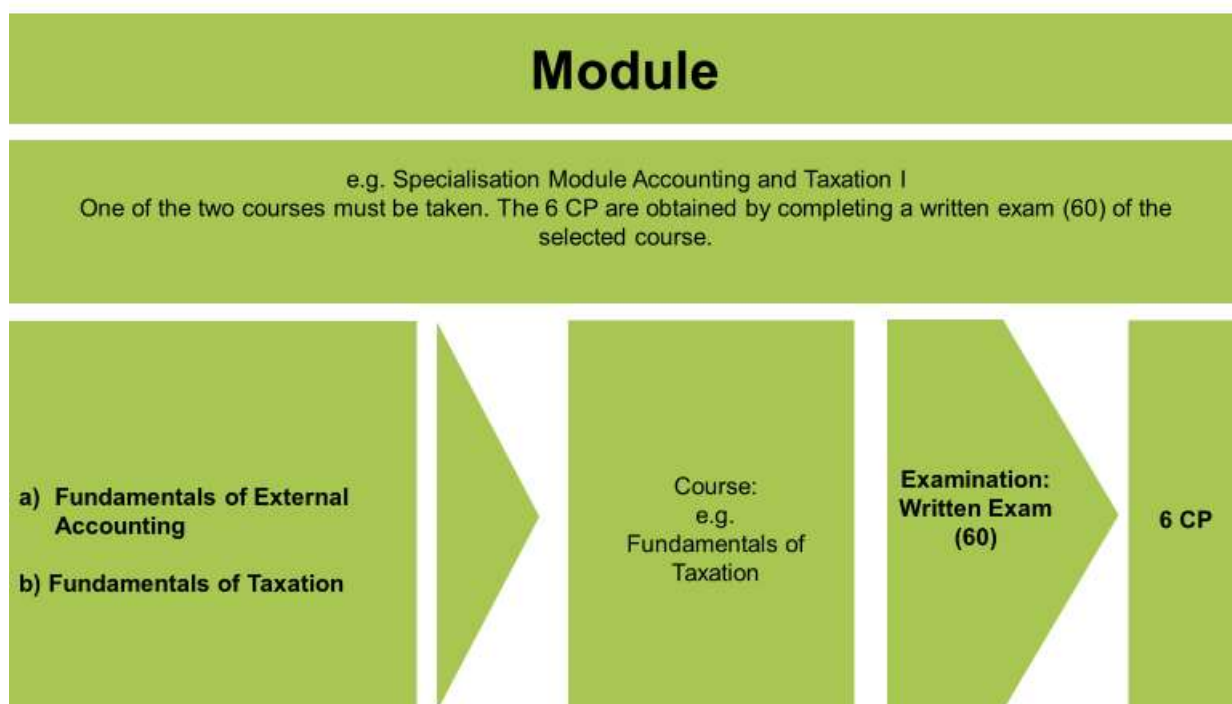 Module
e.g. Specialisation Module Accounting and Taxation I
One of the two courses must be taken. The 6 CP are obtained by completing a written exam (60) of the
selected course.
a) Fundamentals of External
Accounting
b) Fundamentals of Taxation
Course:
e.g.
Fundamentals of
Taxation
Examination:
Written Exam
(60)
6 CP